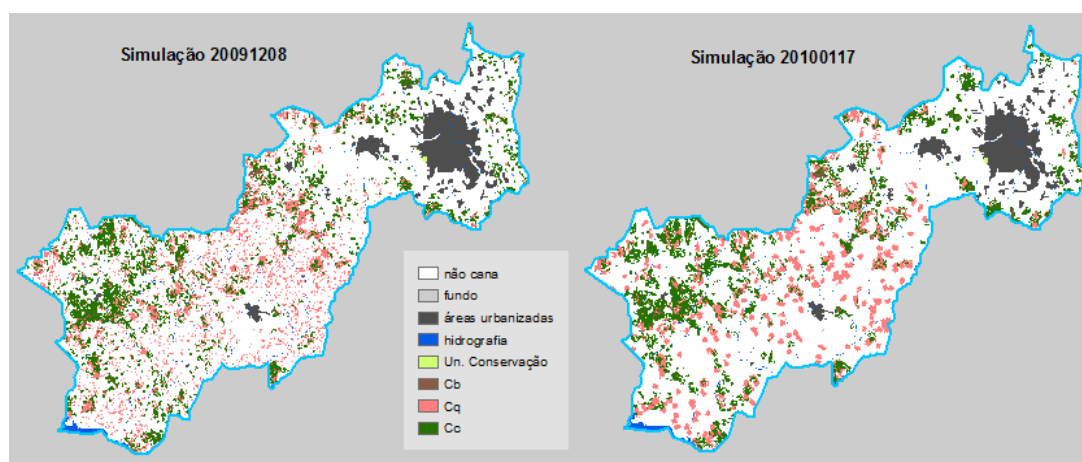 Simulação 20091208
Simulação 20100117
não cana
fundo
áreas urbanizadas
hidrografia
Un. Conservação
Cb
Cq
Cc